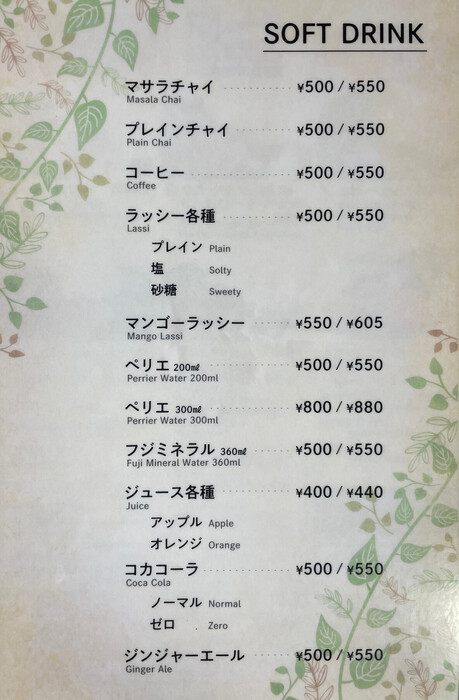 SOFT DRINK
マサラチャイ ¥500 / ¥550
Masala Chai
プレインチャイ ¥500 / ¥550
Plain Chai
コーヒー ¥500 / ¥550
Coffee
ラッシー各種 ¥500 / ¥550
Lassi
プレイン Plain
塩 Solty
砂糖 Sweety
マンゴーラッシー ¥550 / ¥605
Mango Lassi
ペリエ 200㎖ ¥500 / ¥550
Perrier Water 200ml
ペリエ 300㎖ ¥800 / ¥880
Perrier Water 300ml
フジミネラル 360㎖ ¥500 / ¥550
Fuji Mineral Water 360ml
ジュース各種 ¥400 / ¥440
Juice
アップル Apple
オレンジ Orange
コカコーラ ¥500 / ¥550
Coca Cola
ノーマル Normal
ゼロ Zero
ジンジャーエール ¥500 / ¥550
Ginger Ale